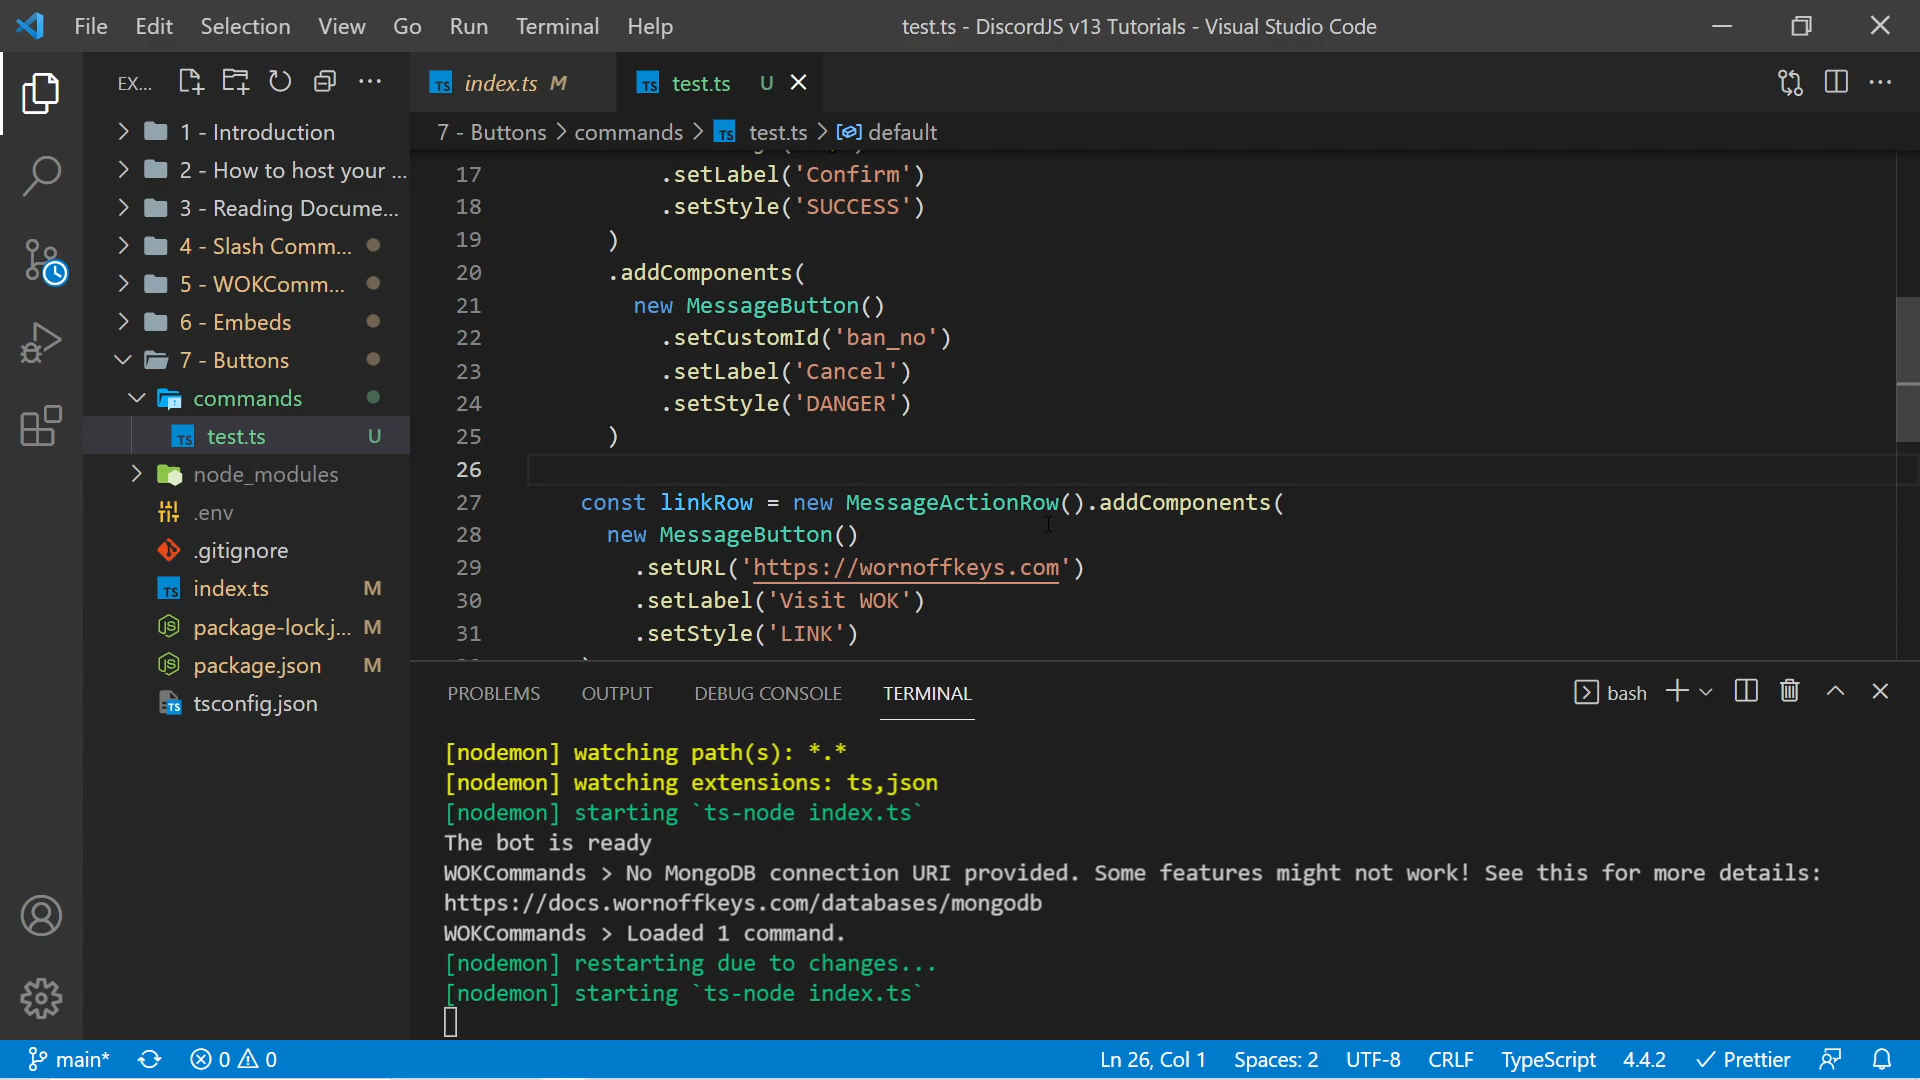 File Edit Selection View Go Run Terminal Help
test.ts - DiscordJS v13 Tutorials - Visual Studio Code
EX...
1 - Introduction
2 - How to host your ...
3 - Reading Docume...
4 - Slash Comm...
5 - WOKComm...
6 - Embeds
7 - Buttons
commands
TS test.ts U
node_modules
.env
.gitignore
TS index.ts M
package-lock.j... M
package.json M
TS tsconfig.json
TS index.ts M TS test.ts U
7 - Buttons > commands > TS test.ts > default
17 .setLabel('Confirm')
18 .setStyle('SUCCESS')
19 )
20 .addComponents(
21 new MessageButton()
22 .setCustomId('ban_no')
23 .setLabel('Cancel')
24 .setStyle('DANGER')
25 )
26
27 const linkRow = new MessageActionRow().addComponents(
28 new MessageButton()
29 .setURL('https://wornoffkeys.com')
30 .setLabel('Visit WOK')
31 .setStyle('LINK')
PROBLEMS OUTPUT DEBUG CONSOLE TERMINAL
bash
[nodemon] watching path(s): *.*
[nodemon] watching extensions: ts,json
[nodemon] starting `ts-node index.ts`
The bot is ready
WOKCommands > No MongoDB connection URI provided. Some features might not work! See this for more details:
https://docs.wornoffkeys.com/databases/mongodb
WOKCommands > Loaded 1 command.
[nodemon] restarting due to changes...
[nodemon] starting `ts-node index.ts`
main* 0 0 Ln 26, Col 1 Spaces: 2 UTF-8 CRLF TypeScript 4.4.2 Prettier